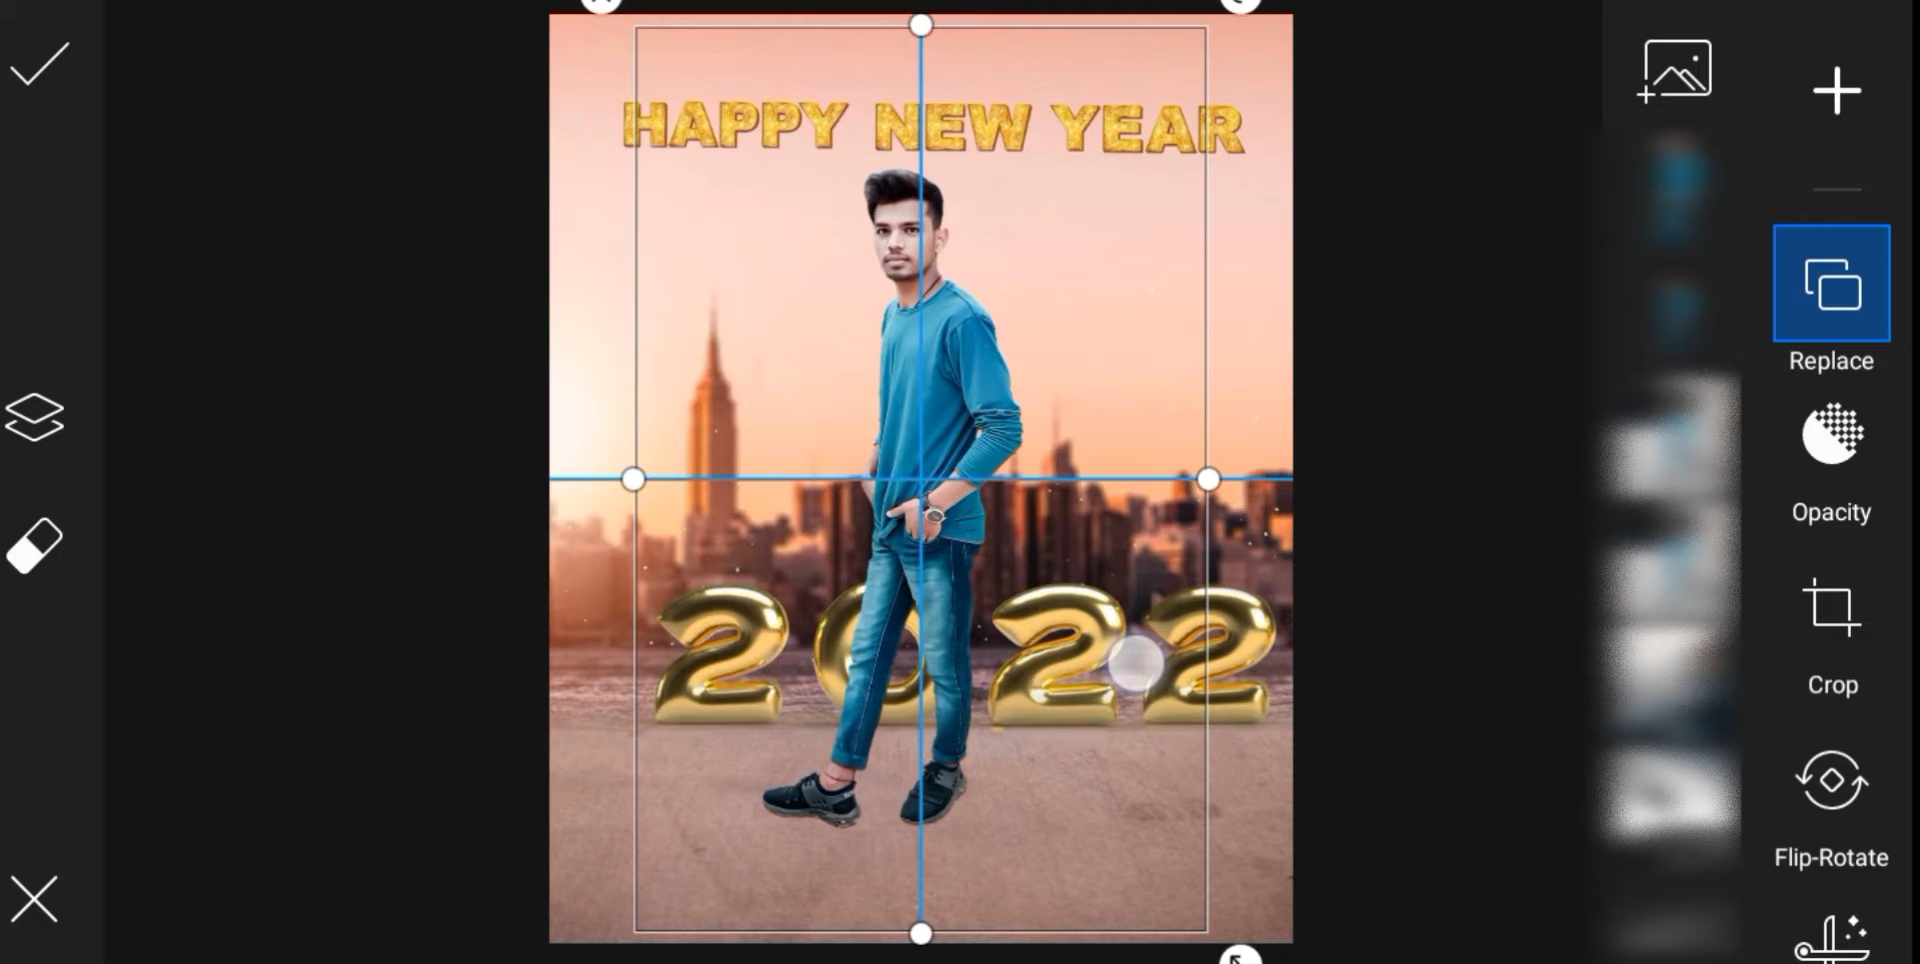 HAPPY NEW YEAR
2022
Replace
Opacity
Crop
Flip-Rotate